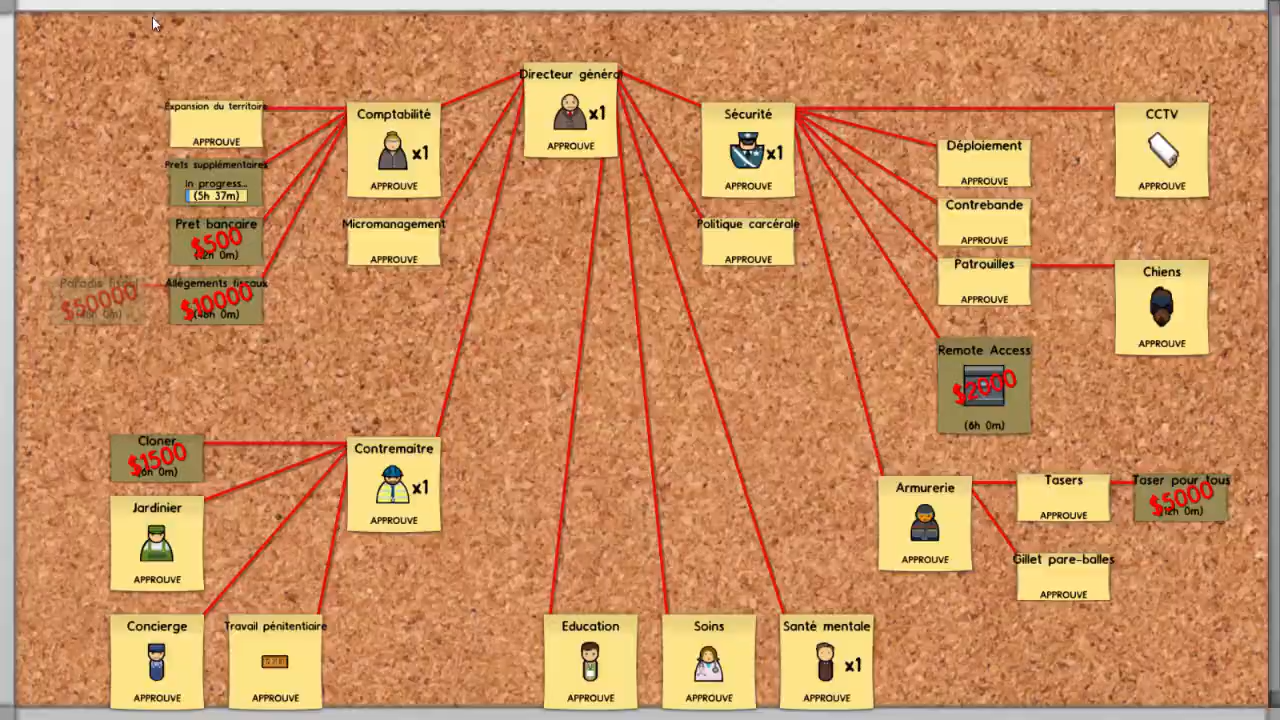 Directeur général
x1
APPROUVE
Expansion du territoire
APPROUVE
Prets supplémentaires
In progress...
(5h 37m)
Pret bancaire
$500
(12h 0m)
Paradis fiscal
$50000
Allégements fiscaux
$10000
(48h 0m)
Comptabilité
x1
APPROUVE
Micromanagement
APPROUVE
Sécurité
x1
APPROUVE
Politique carcérale
APPROUVE
Déploiement
APPROUVE
Contrebande
APPROUVE
Patrouilles
APPROUVE
CCTV
APPROUVE
Chiens
APPROUVE
Remote Access
$2000
(6h 0m)
Cloner
$1500
(6h 0m)
Contremaitre
x1
APPROUVE
Jardinier
APPROUVE
Armurerie
APPROUVE
Tasers
APPROUVE
Taser pour tous
$5000
(12h 0m)
Gillet pare-balles
APPROUVE
Concierge
APPROUVE
Travail pénitentiaire
APPROUVE
Education
APPROUVE
Soins
APPROUVE
Santé mentale
x1
APPROUVE